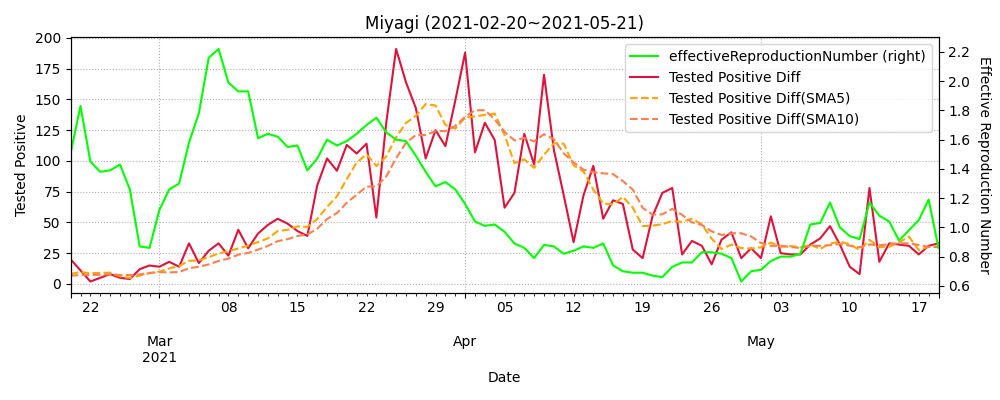 Miyagi (2021-02-20~2021-05-21)
200
175
150
125
100
75
50
25
0
Tested Positive
effectiveReproductionNumber (right)
Tested Positive Diff
Tested Positive Diff(SMA5)
Tested Positive Diff(SMA10)
2.2
2.0
1.8
1.6
1.4
1.2
1.0
0.8
0.6
Effective Reproduction Number
22 08 15 22 29 05 12 19 26 03 10 17
Mar Apr May
2021
Date